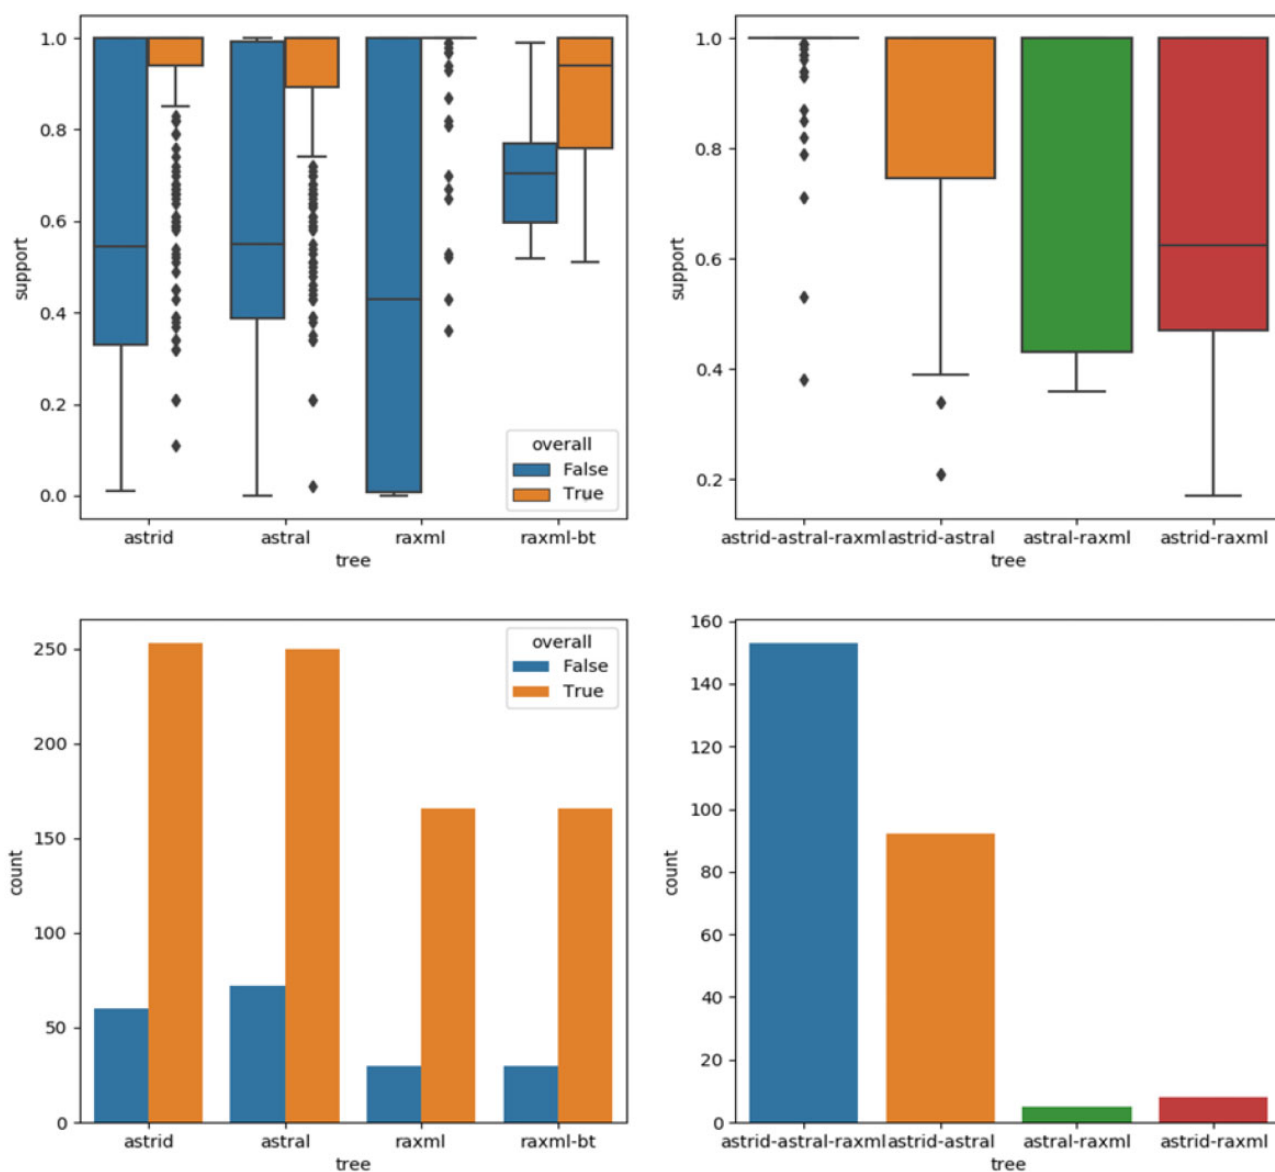 1.0
0.8
0.6
0.4
0.2
0.0
support
astrid astral raxml raxml-bt
tree
overall
False
True
1.0
0.8
0.6
0.4
0.2
support
astrid-astral-raxml astrid-astral astral-raxml astrid-raxml
tree
250
200
150
100
50
0
count
astrid astral raxml raxml-bt
tree
overall
False
True
160
140
120
100
80
60
40
20
0
count
astrid-astral-raxml astrid-astral astral-raxml astrid-raxml
tree